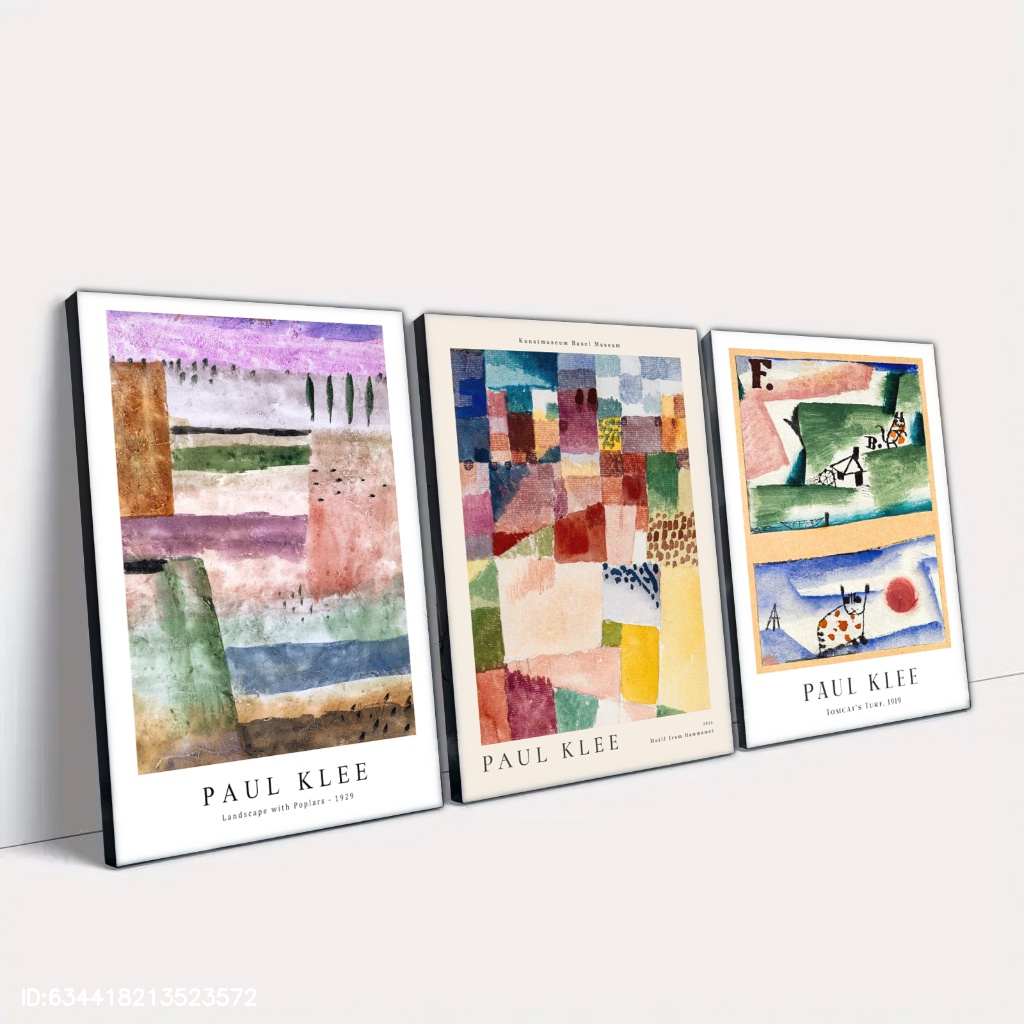 PAUL KLEE
Landscape with Poplars - 1929
Kunstmuseum Basel Museum
PAUL KLEE
1914
Motif from Hammamet
F.
B.
PAUL KLEE
TOMCAT'S TURF, 1919
ID:634418213523572